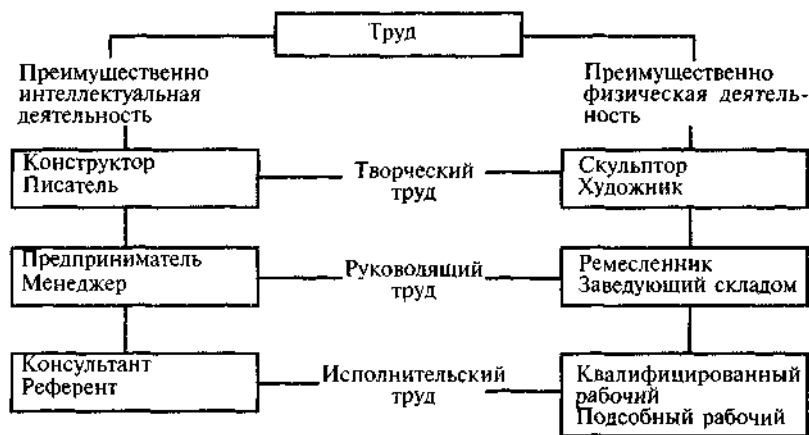 Труд
Преимущественно
интеллектуальная
деятельность
Преимущественно
физическая деятель-
ность
Конструктор
Писатель
Творческий
труд
Скульптор
Художник
Предприниматель
Менеджер
Руководящий
труд
Ремесленник
Заведующий складом
Консультант
Референт
Исполнительский
труд
Квалифицированный
рабочий
Подсобный рабочий